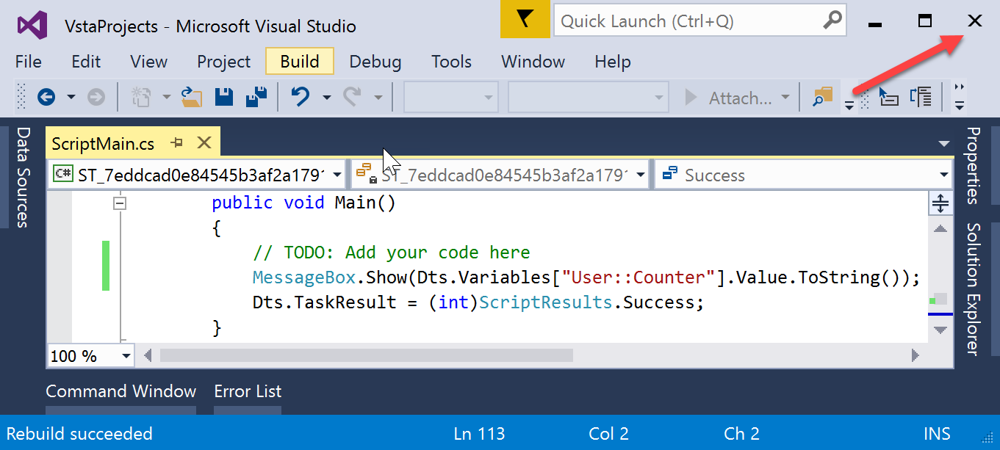 VstaProjects - Microsoft Visual Studio
Quick Launch (Ctrl+Q)
File Edit View Project Build Debug Tools Window Help
Attach...
Data Sources
ScriptMain.cs
C# ST_7eddcad0e84545b3af2a1791
ST_7eddcad0e84545b3af2a1791
Success
public void Main()
{
// TODO: Add your code here
MessageBox.Show(Dts.Variables["User::Counter"].Value.ToString());
Dts.TaskResult = (int)ScriptResults.Success;
}
100 %
Properties
Solution Explorer
Command Window
Error List
Rebuild succeeded
Ln 113
Col 2
Ch 2
INS